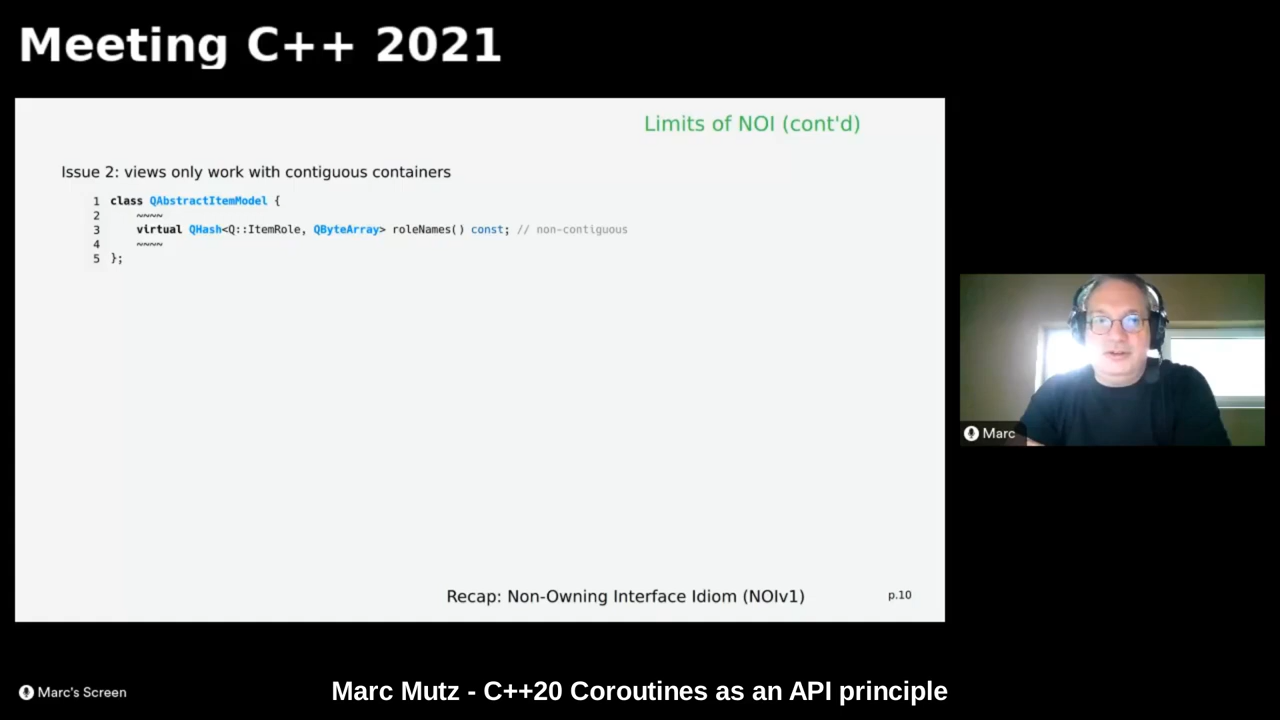 Meeting C++ 2021
Limits of NOI (cont'd)
Issue 2: views only work with contiguous containers
1 class QAbstractItemModel {
2 ~~~~
3 virtual QHash<Q::ItemRole, QByteArray> roleNames() const; // non-contiguous
4 ~~~~
5 };
Marc
Recap: Non-Owning Interface Idiom (NOIv1)
p.10
Marc's Screen
Marc Mutz - C++20 Coroutines as an API principle